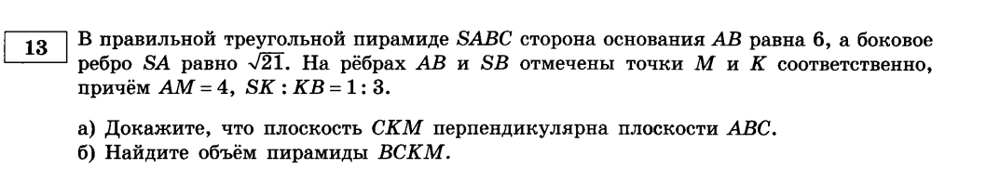 13
В правильной треугольной пирамиде SABC сторона основания AB равна 6, а боковое
ребро SA равно √21. На рёбрах AB и SB отмечены точки M и K соответственно,
причём AM = 4, SK : KB = 1 : 3.
а) Докажите, что плоскость CKM перпендикулярна плоскости ABC.
б) Найдите объём пирамиды BCKM.